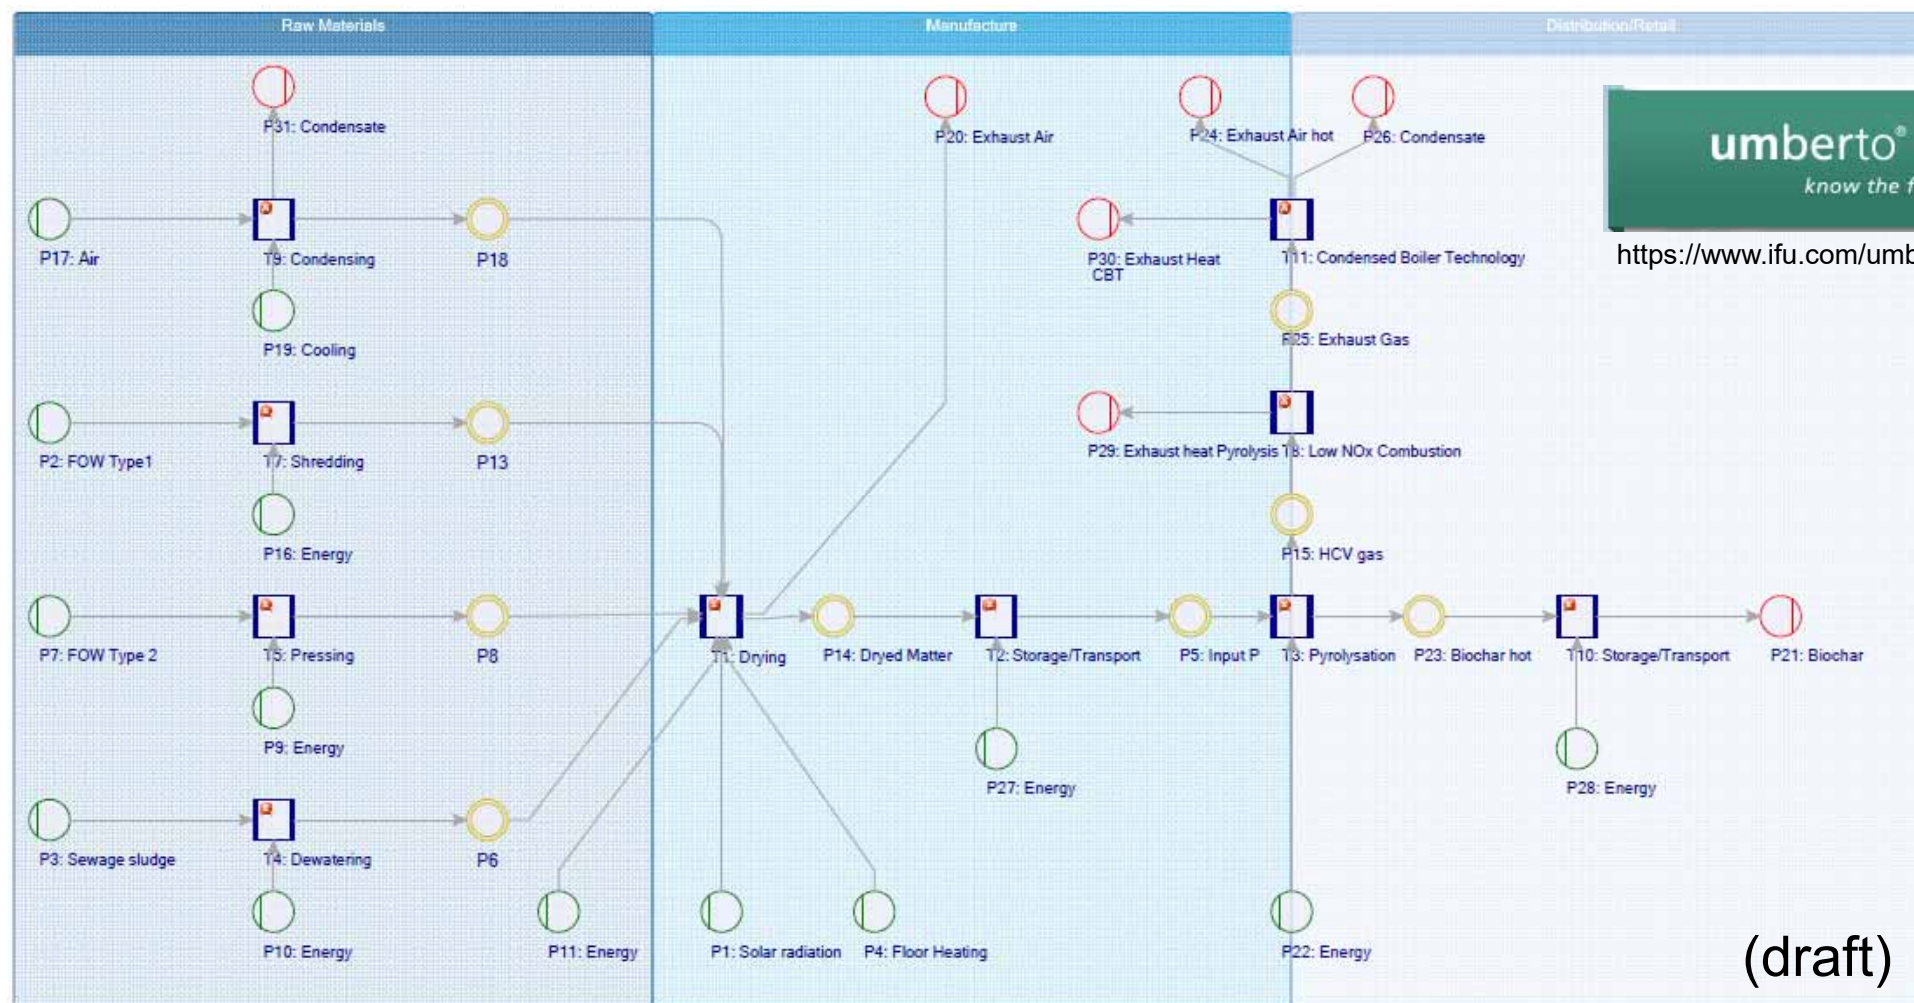 Raw Materials
Manufacture
Distribution/Retail
P31: Condensate
P20: Exhaust Air
P24: Exhaust Air hot
P26: Condensate
umberto®
know the f
https://www.ifu.com/umb
P17: Air
T9: Condensing
P18
P30: Exhaust Heat
CBT
T11: Condensed Boiler Technology
P19: Cooling
P25: Exhaust Gas
P2: FOW Type1
T7: Shredding
P13
P29: Exhaust heat Pyrolysis
T8: Low NOx Combustion
P16: Energy
P15: HCV gas
P7: FOW Type 2
T5: Pressing
P8
T1: Drying
P14: Dryed Matter
T2: Storage/Transport
P5: Input P
T3: Pyrolysation
P23: Biochar hot
T10: Storage/Transport
P21: Biochar
P9: Energy
P27: Energy
P28: Energy
P3: Sewage sludge
T4: Dewatering
P6
P10: Energy
P11: Energy
P1: Solar radiation
P4: Floor Heating
P22: Energy
(draft)